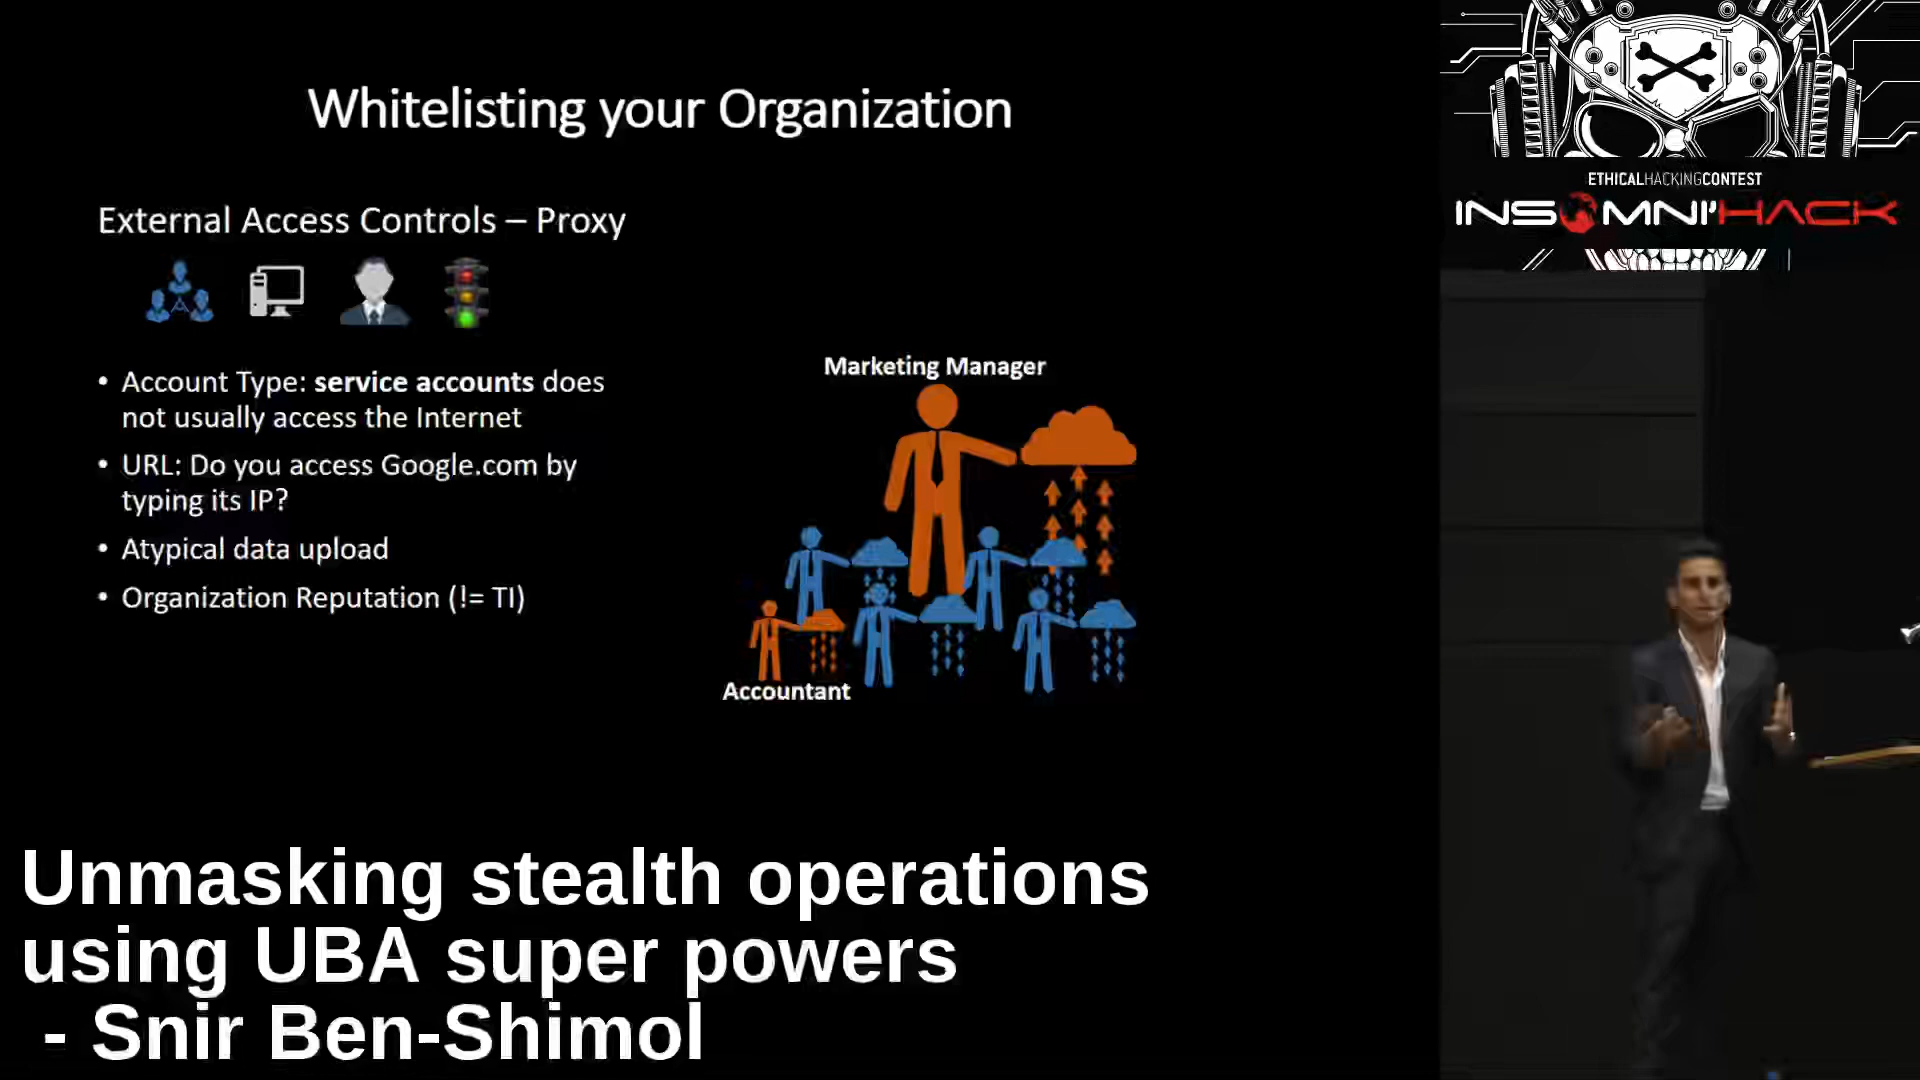 Whitelisting your Organization
External Access Controls – Proxy
• Account Type: service accounts does
not usually access the Internet
• URL: Do you access Google.com by
typing its IP?
• Atypical data upload
• Organization Reputation (!= TI)
Marketing Manager
Accountant
ETHICALHACKINGCONTEST
INSOMNI'HACK
Unmasking stealth operations
using UBA super powers
- Snir Ben-Shimol